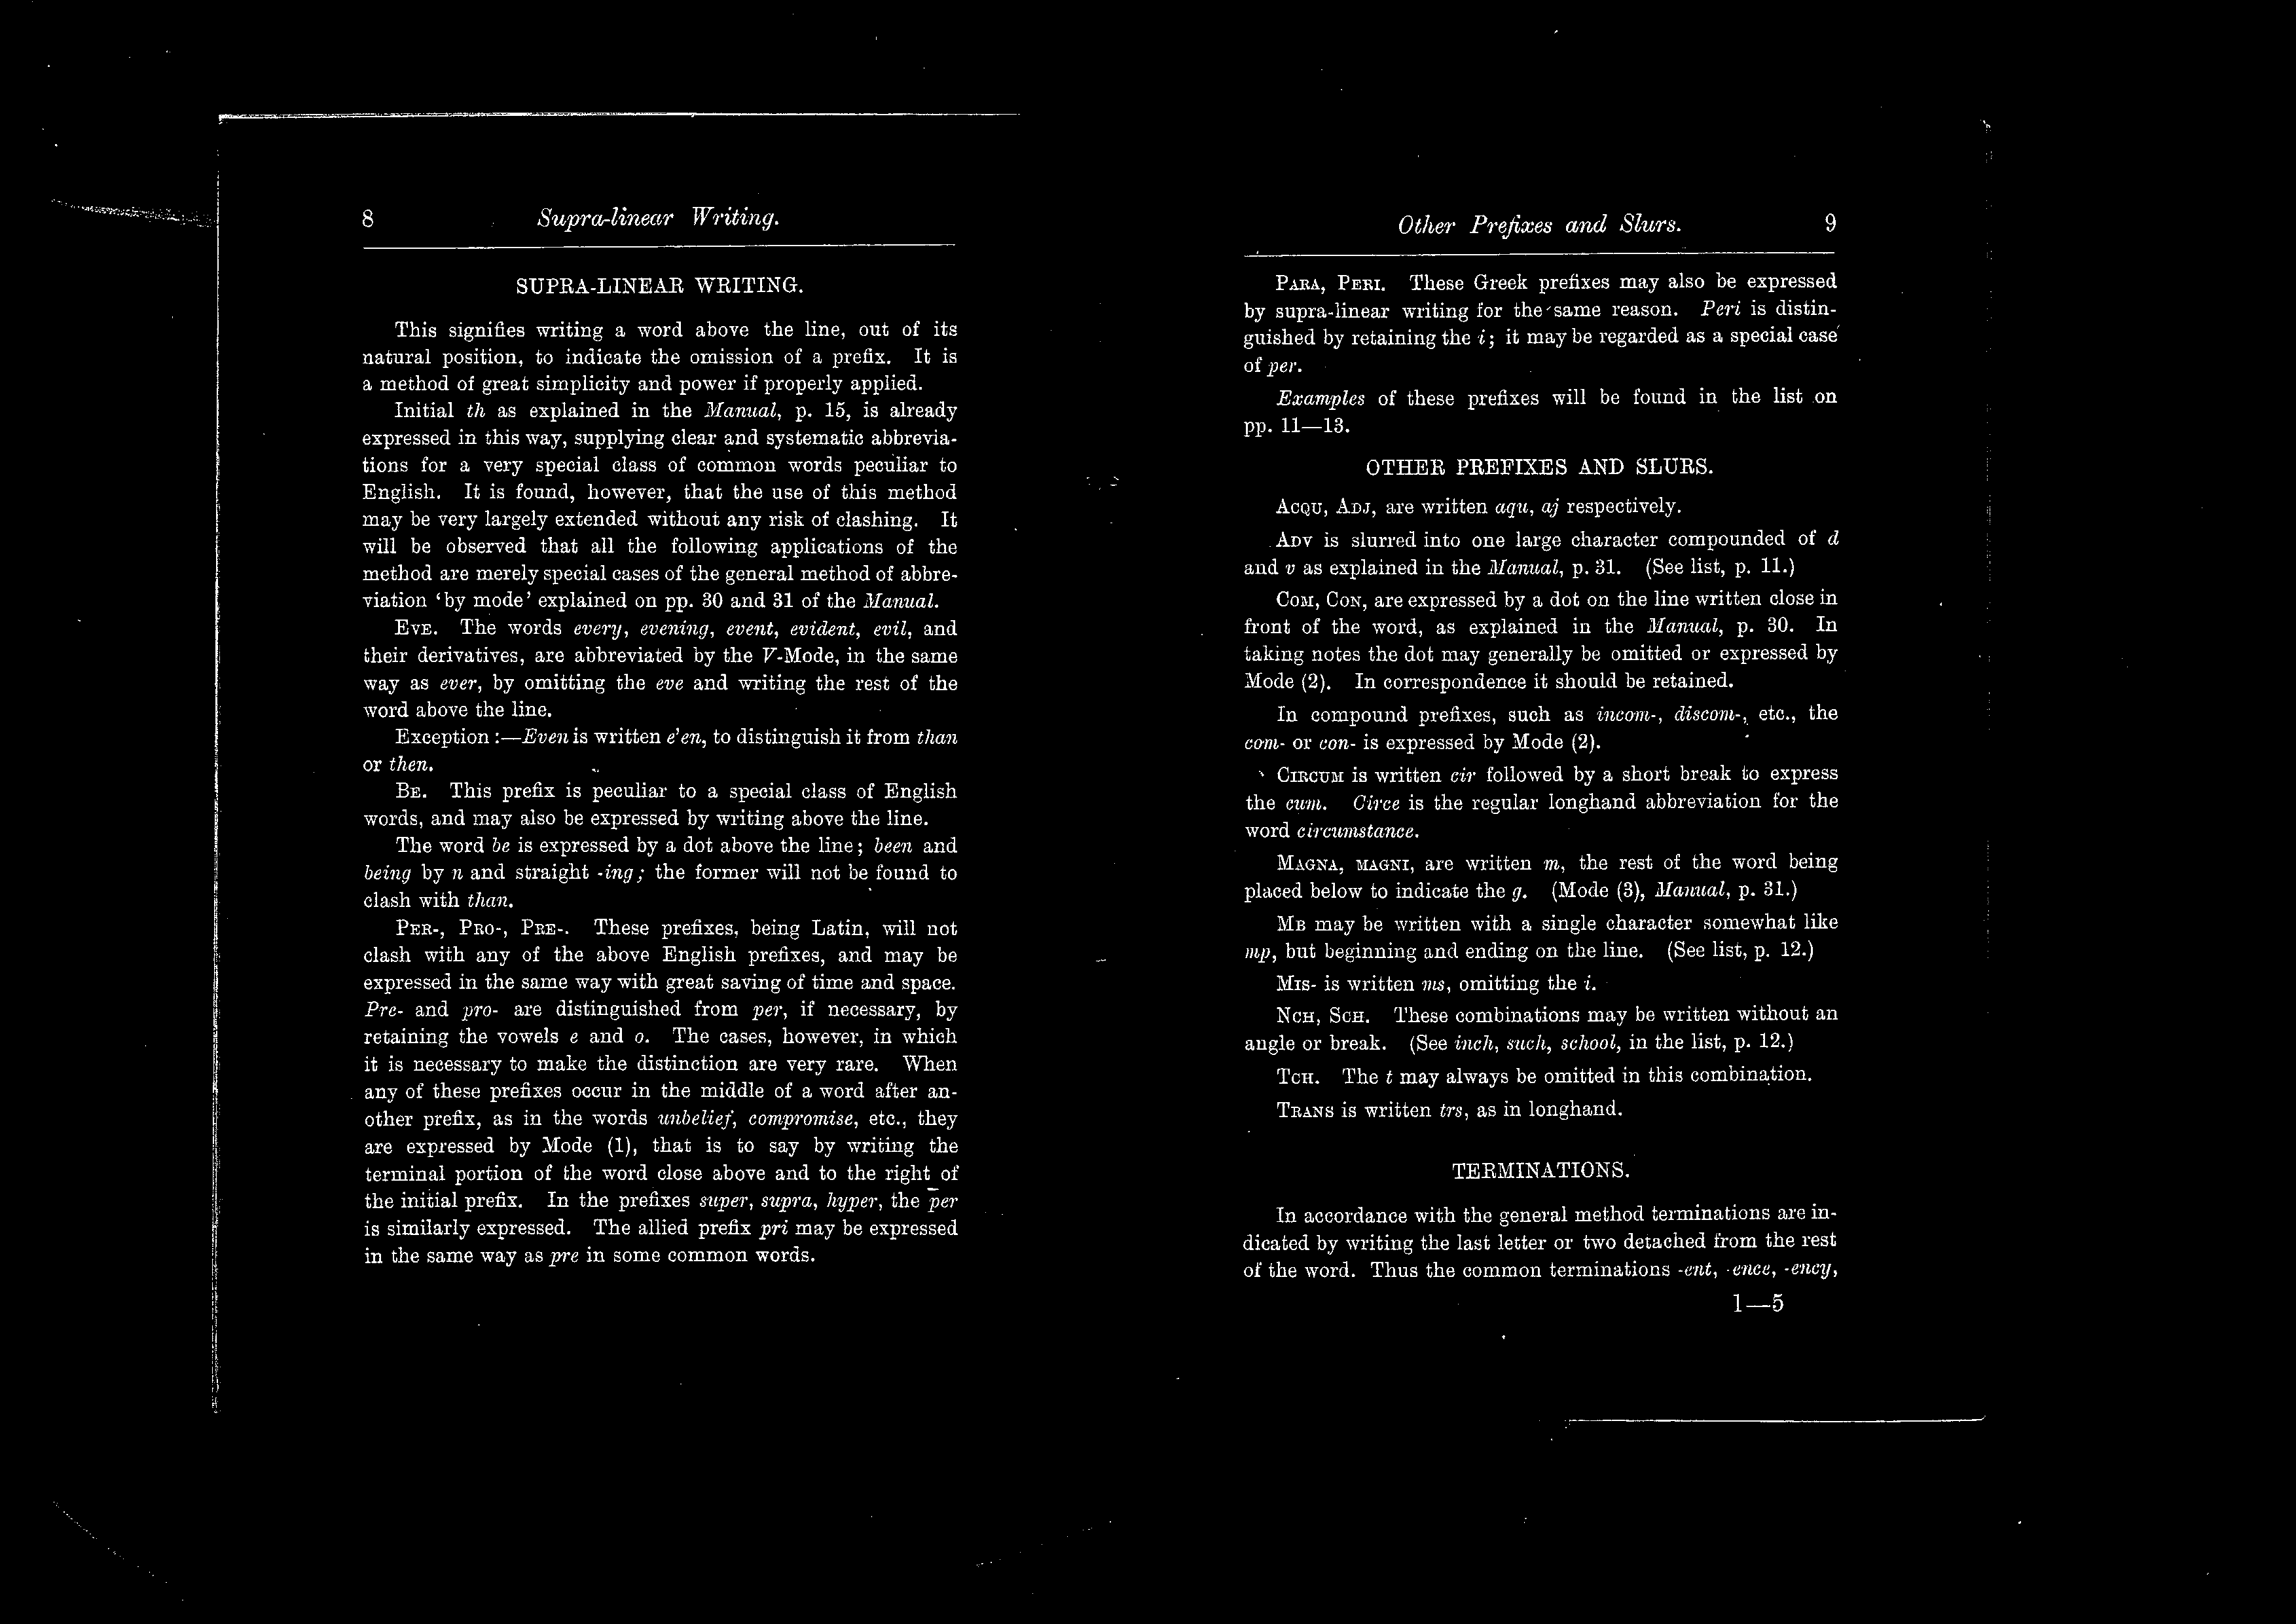 8 Supra-linear Writing.
SUPRA-LINEAR WRITING.
This signifies writing a word above the line, out of its
natural position, to indicate the omission of a prefix. It is
a method of great simplicity and power if properly applied.
Initial th as explained in the Manual, p. 15, is already
expressed in this way, supplying clear and systematic abbrevia-
tions for a very special class of common words peculiar to
English. It is found, however, that the use of this method
may be very largely extended without any risk of clashing. It
will be observed that all the following applications of the
method are merely special cases of the general method of abbre-
viation ‘by mode’ explained on pp. 30 and 31 of the Manual.
EVE. The words every, evening, event, evident, evil, and
their derivatives, are abbreviated by the V-Mode, in the same
way as ever, by omitting the eve and writing the rest of the
word above the line.
Exception :—Even is written e’en, to distinguish it from than
or then.
BE. This prefix is peculiar to a special class of English
words, and may also be expressed by writing above the line.
The word be is expressed by a dot above the line; been and
being by n and straight -ing; the former will not be found to
clash with than.
PER-, PRO-, PRE-. These prefixes, being Latin, will not
clash with any of the above English prefixes, and may be
expressed in the same way with great saving of time and space.
Pre- and pro- are distinguished from per, if necessary, by
retaining the vowels e and o. The cases, however, in which
it is necessary to make the distinction are very rare. When
any of these prefixes occur in the middle of a word after an-
other prefix, as in the words unbelief, compromise, etc., they
are expressed by Mode (1), that is to say by writing the
terminal portion of the word close above and to the right of
the initial prefix. In the prefixes super, supra, hyper, the per
is similarly expressed. The allied prefix pri may be expressed
in the same way as pre in some common words.
Other Prefixes and Slurs. 9
PARA, PERI. These Greek prefixes may also be expressed
by supra-linear writing for the same reason. Peri is distin-
guished by retaining the i; it may be regarded as a special case
of per.
Examples of these prefixes will be found in the list on
pp. 11—13.
OTHER PREFIXES AND SLURS.
ACQU, ADJ, are written aqu, aj respectively.
ADV is slurred into one large character compounded of d
and v as explained in the Manual, p. 31. (See list, p. 11.)
COM, CON, are expressed by a dot on the line written close in
front of the word, as explained in the Manual, p. 30. In
taking notes the dot may generally be omitted or expressed by
Mode (2). In correspondence it should be retained.
In compound prefixes, such as incom-, discom-, etc., the
com- or con- is expressed by Mode (2).
CIRCUM is written cir followed by a short break to express
the cum. Circe is the regular longhand abbreviation for the
word circumstance.
MAGNA, MAGNI, are written m, the rest of the word being
placed below to indicate the g. (Mode (3), Manual, p. 31.)
MB may be written with a single character somewhat like
mp, but beginning and ending on the line. (See list, p. 12.)
MIS- is written ms, omitting the i.
NCH, SCH. These combinations may be written without an
angle or break. (See inch, such, school, in the list, p. 12.)
TCH. The t may always be omitted in this combination.
TRANS is written trs, as in longhand.
TERMINATIONS.
In accordance with the general method terminations are in-
dicated by writing the last letter or two detached from the rest
of the word. Thus the common terminations -ent, -ence, -ency,
1—5